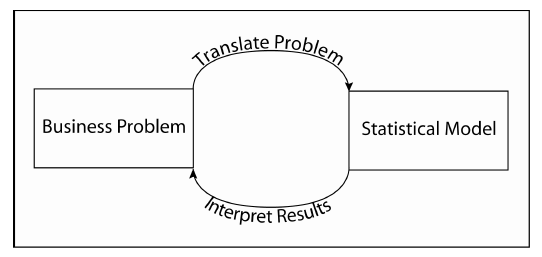 Translate Problem
Business Problem
Statistical Model
Interpret Results